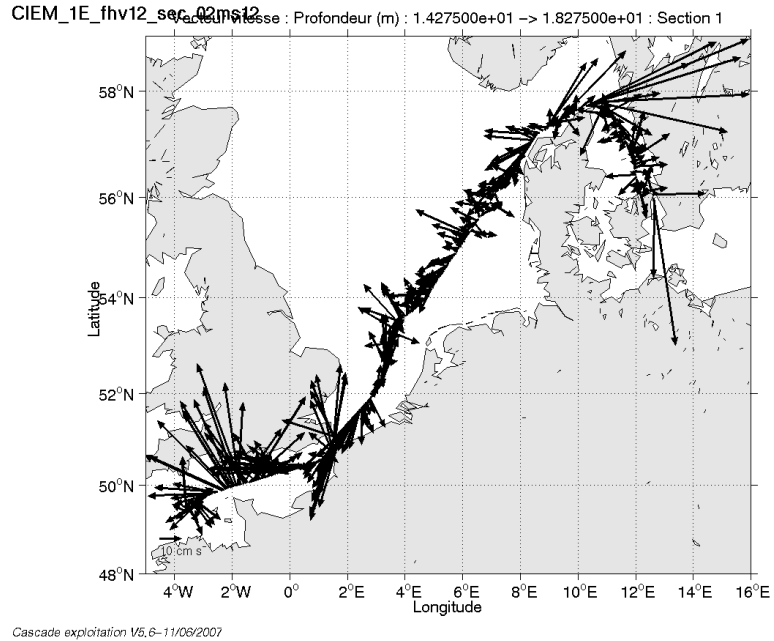 CIEM_1E_fhv12_sec_02ms12
Vecteur vitesse : Profondeur (m) : 1.427500e+01 −> 1.827500e+01 : Section 1
58°N
56°N
54°N
52°N
50°N
48°N
Latitude
10 cm s⁻
4°W 2°W 0° 2°E 4°E 6°E 8°E 10°E 12°E 14°E 16°E
Longitude
Cascade exploitation V5.6−11/06/2007